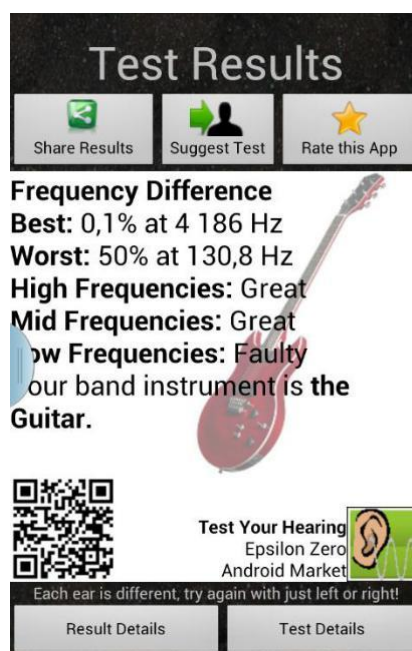 Test Results
Share Results
Suggest Test
Rate this App
Frequency Difference
Best: 0,1% at 4 186 Hz
Worst: 50% at 130,8 Hz
High Frequencies: Great
Mid Frequencies: Great
ow Frequencies: Faulty
our band instrument is the
Guitar.
Test Your Hearing
Epsilon Zero
Android Market
Each ear is different, try again with just left or right!
Result Details
Test Details